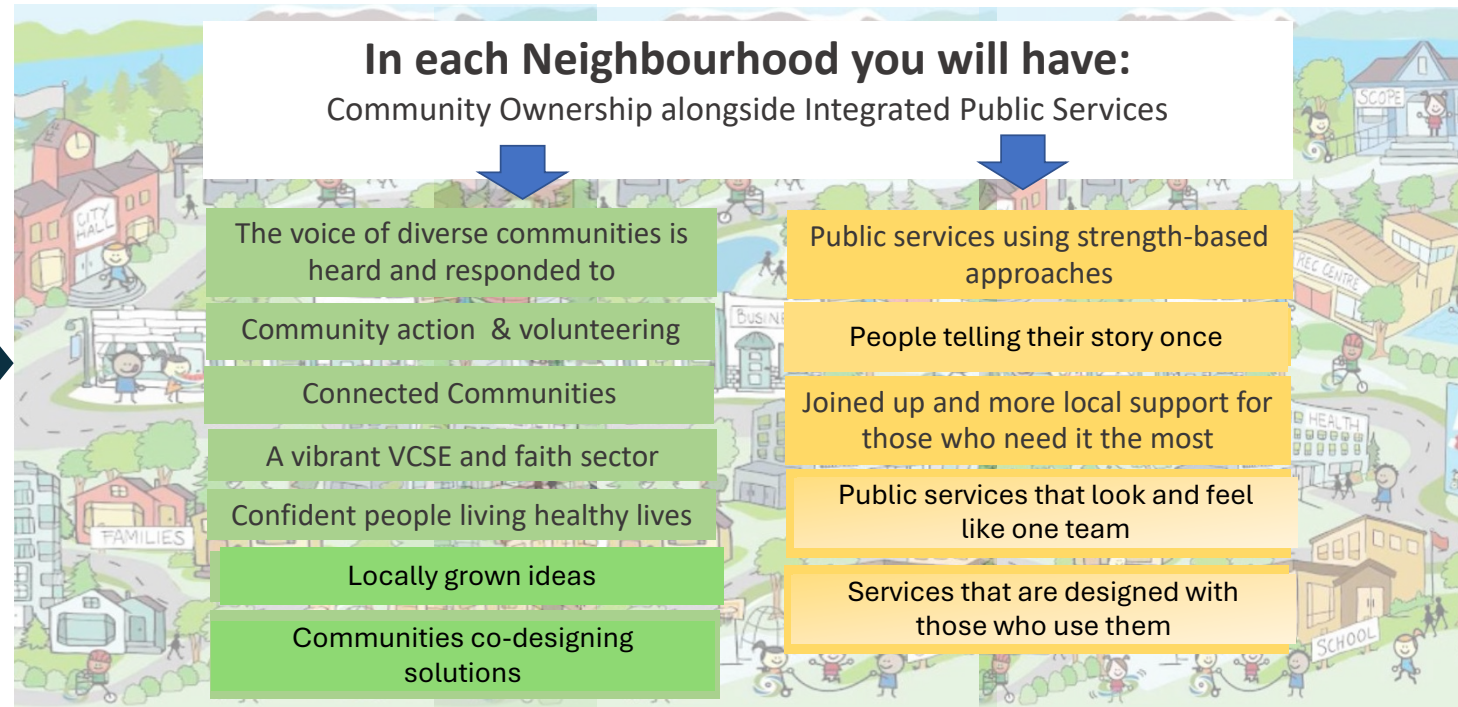 In each Neighbourhood you will have:
Community Ownership alongside Integrated Public Services
The voice of diverse communities is
heard and responded to
Community action & volunteering
Connected Communities
A vibrant VCSE and faith sector
Confident people living healthy lives
Locally grown ideas
Communities co-designing
solutions
Public services using strength-based
approaches
People telling their story once
Joined up and more local support for
those who need it the most
Public services that look and feel
like one team
Services that are designed with
those who use them
CITY
HALL
FAMILIES
BUSINE
SCOPE
REC CENTRE
HEALTH
SCHOOL